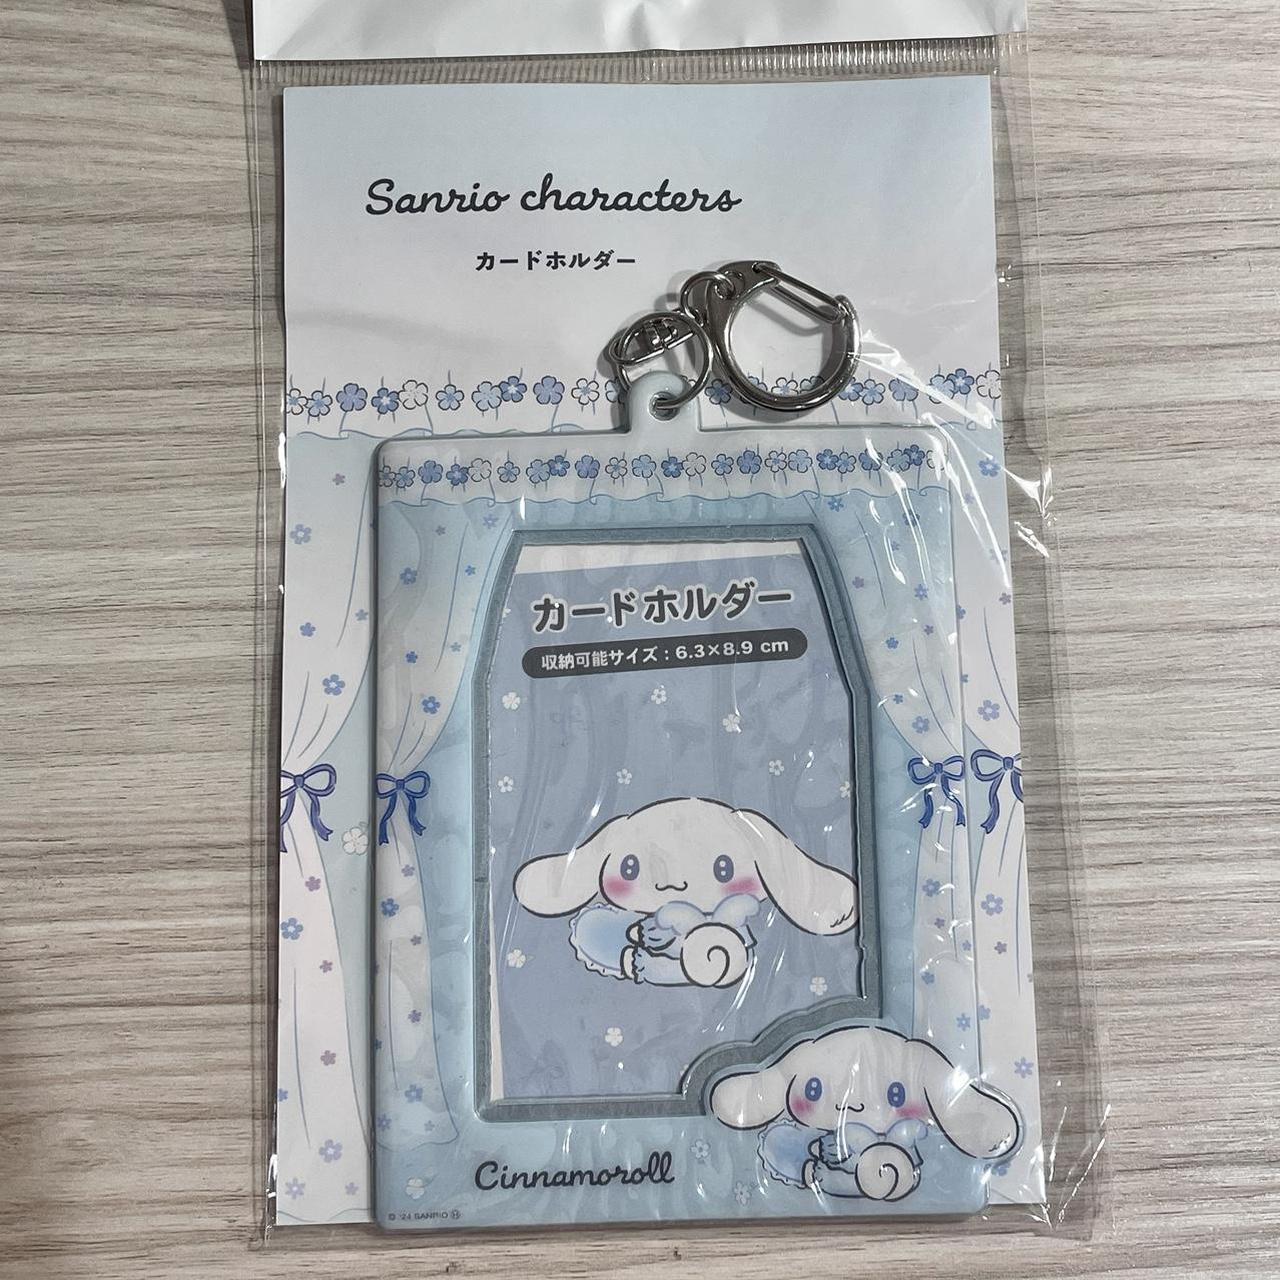 Sanrio characters
カードホルダー
カードホルダー
収納可能サイズ:6.3×8.9 cm
Cinnamoroll
© '24 SANRIO Ⓗ